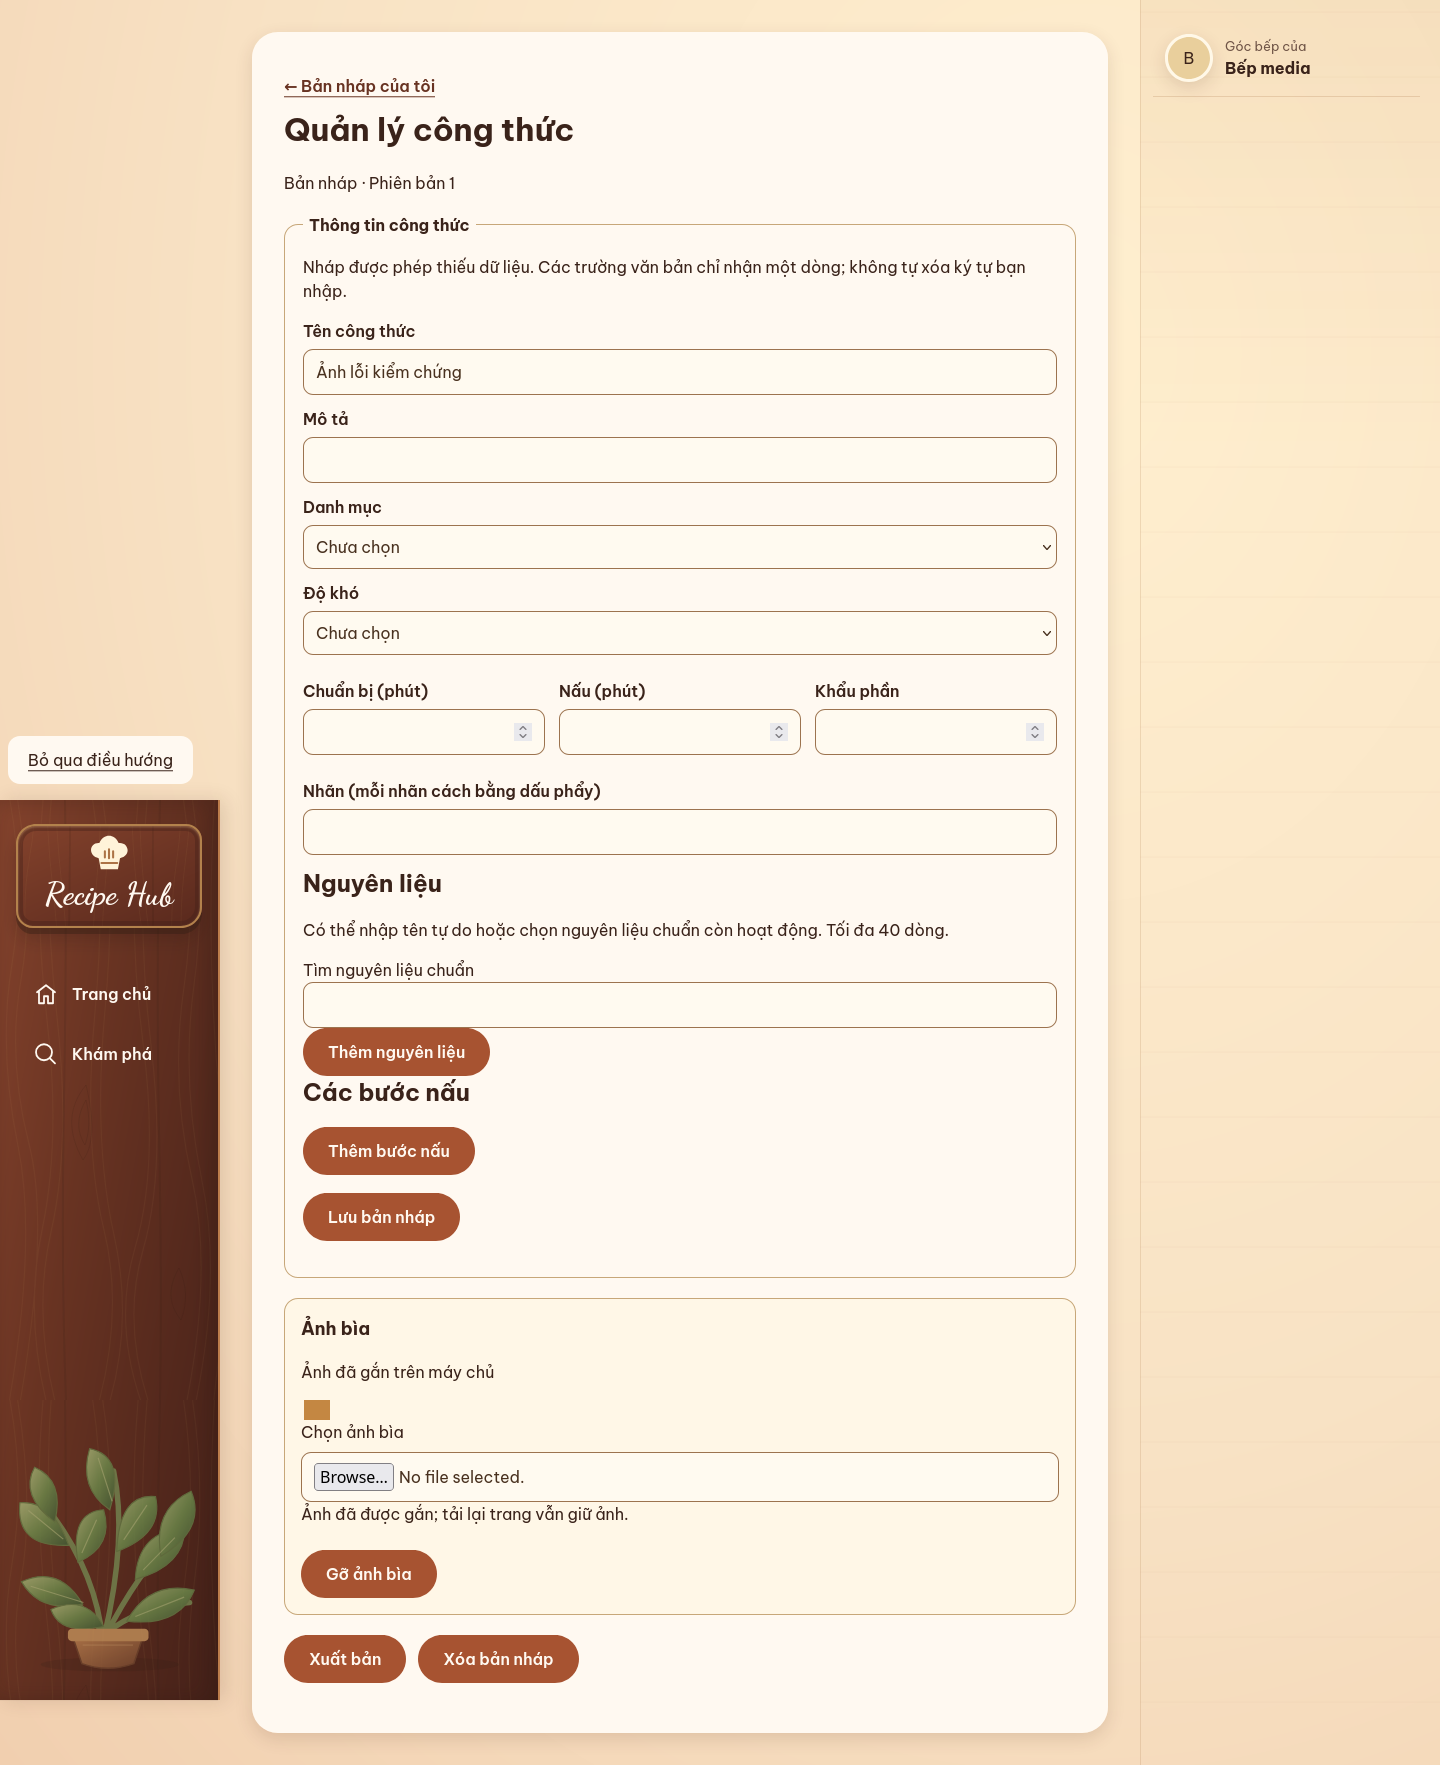 Bỏ qua điều hướng
Recipe Hub
Trang chủ
Khám phá
← Bản nháp của tôi
Quản lý công thức
Bản nháp · Phiên bản 1
Thông tin công thức
Nháp được phép thiếu dữ liệu. Các trường văn bản chỉ nhận một dòng; không tự xóa ký tự bạn
nhập.
Tên công thức
Ảnh lỗi kiểm chứng
Mô tả
Danh mục
Chưa chọn
Độ khó
Chưa chọn
Chuẩn bị (phút)
Nấu (phút)
Khẩu phần
Nhãn (mỗi nhãn cách bằng dấu phẩy)
Nguyên liệu
Có thể nhập tên tự do hoặc chọn nguyên liệu chuẩn còn hoạt động. Tối đa 40 dòng.
Tìm nguyên liệu chuẩn
Thêm nguyên liệu
Các bước nấu
Thêm bước nấu
Lưu bản nháp
Ảnh bìa
Ảnh đã gắn trên máy chủ
Chọn ảnh bìa
Browse... No file selected.
Ảnh đã được gắn; tải lại trang vẫn giữ ảnh.
Gỡ ảnh bìa
Xuất bản
Xóa bản nháp
B
Góc bếp của
Bếp media